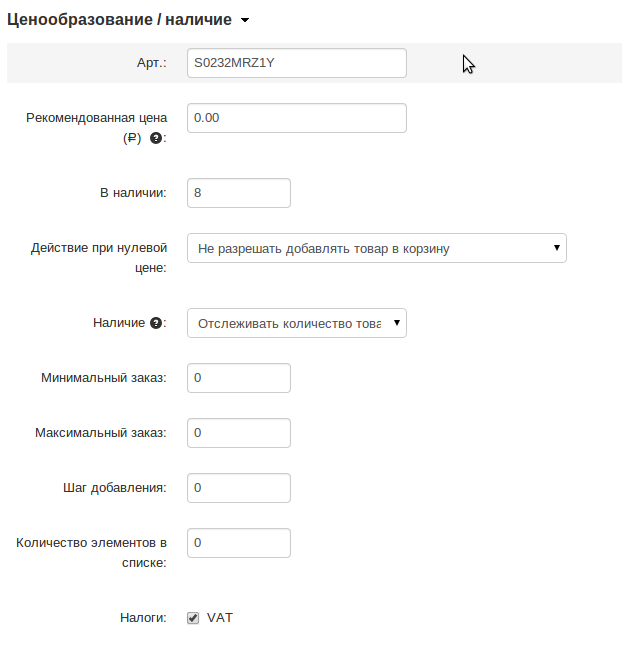 Ценообразование / наличие
Арт.: S0232MRZ1Y
Рекомендованная цена 0.00
(₽) ?:
В наличии: 8
Действие при нулевой Не разрешать добавлять товар в корзину
цене:
Наличие ?: Отслеживать количество това
Минимальный заказ: 0
Максимальный заказ: 0
Шаг добавления: 0
Количество элементов в 0
списке:
Налоги: VAT